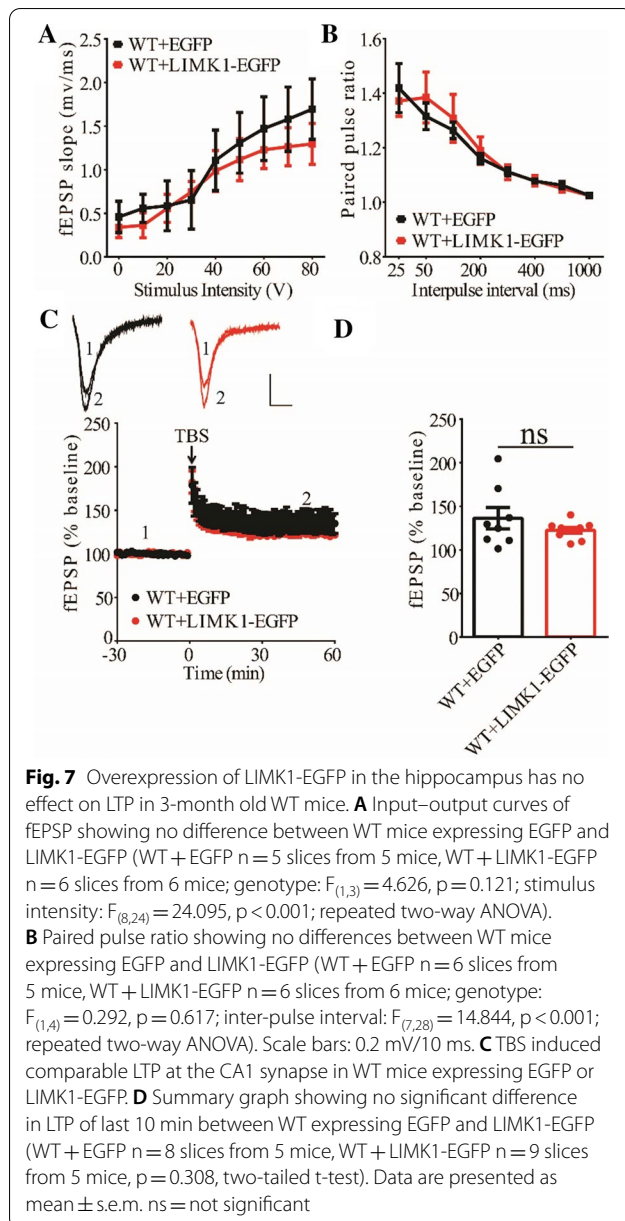 A
B
WT+EGFP
WT+LIMK1-EGFP
fEPSP slope (mv/ms)
2.5
2.0
1.5
1.0
0.5
0.0
0 20 40 60 80
Stimulus Intensity (V)
Paired pulse ratio
1.6
1.4
1.2
1.0
0.8
WT+EGFP
WT+LIMK1-EGFP
25 50 200 400 1000
Interpulse interval (ms)
C
D
1
2
1
2
fEPSP (% baseline)
250
200
150
100
50
0
TBS
1
2
WT+EGFP
WT+LIMK1-EGFP
-30 0 30 60
Time (min)
fEPSP (% baseline)
250
200
150
100
50
0
ns
WT+EGFP
WT+LIMK1-EGFP
Fig. 7 Overexpression of LIMK1-EGFP in the hippocampus has no
effect on LTP in 3-month old WT mice. A Input–output curves of
fEPSP showing no difference between WT mice expressing EGFP and
LIMK1-EGFP (WT + EGFP n = 5 slices from 5 mice, WT + LIMK1-EGFP
n = 6 slices from 6 mice; genotype: F(1,3) = 4.626, p = 0.121; stimulus
intensity: F(8,24) = 24.095, p < 0.001; repeated two-way ANOVA).
B Paired pulse ratio showing no differences between WT mice
expressing EGFP and LIMK1-EGFP (WT + EGFP n = 6 slices from
5 mice, WT + LIMK1-EGFP n = 6 slices from 6 mice; genotype:
F(1,4) = 0.292, p = 0.617; inter-pulse interval: F(7,28) = 14.844, p < 0.001;
repeated two-way ANOVA). Scale bars: 0.2 mV/10 ms. C TBS induced
comparable LTP at the CA1 synapse in WT mice expressing EGFP or
LIMK1-EGFP. D Summary graph showing no significant difference
in LTP of last 10 min between WT expressing EGFP and LIMK1-EGFP
(WT + EGFP n = 8 slices from 5 mice, WT + LIMK1-EGFP n = 9 slices
from 5 mice, p = 0.308, two-tailed t-test). Data are presented as
mean ± s.e.m. ns = not significant